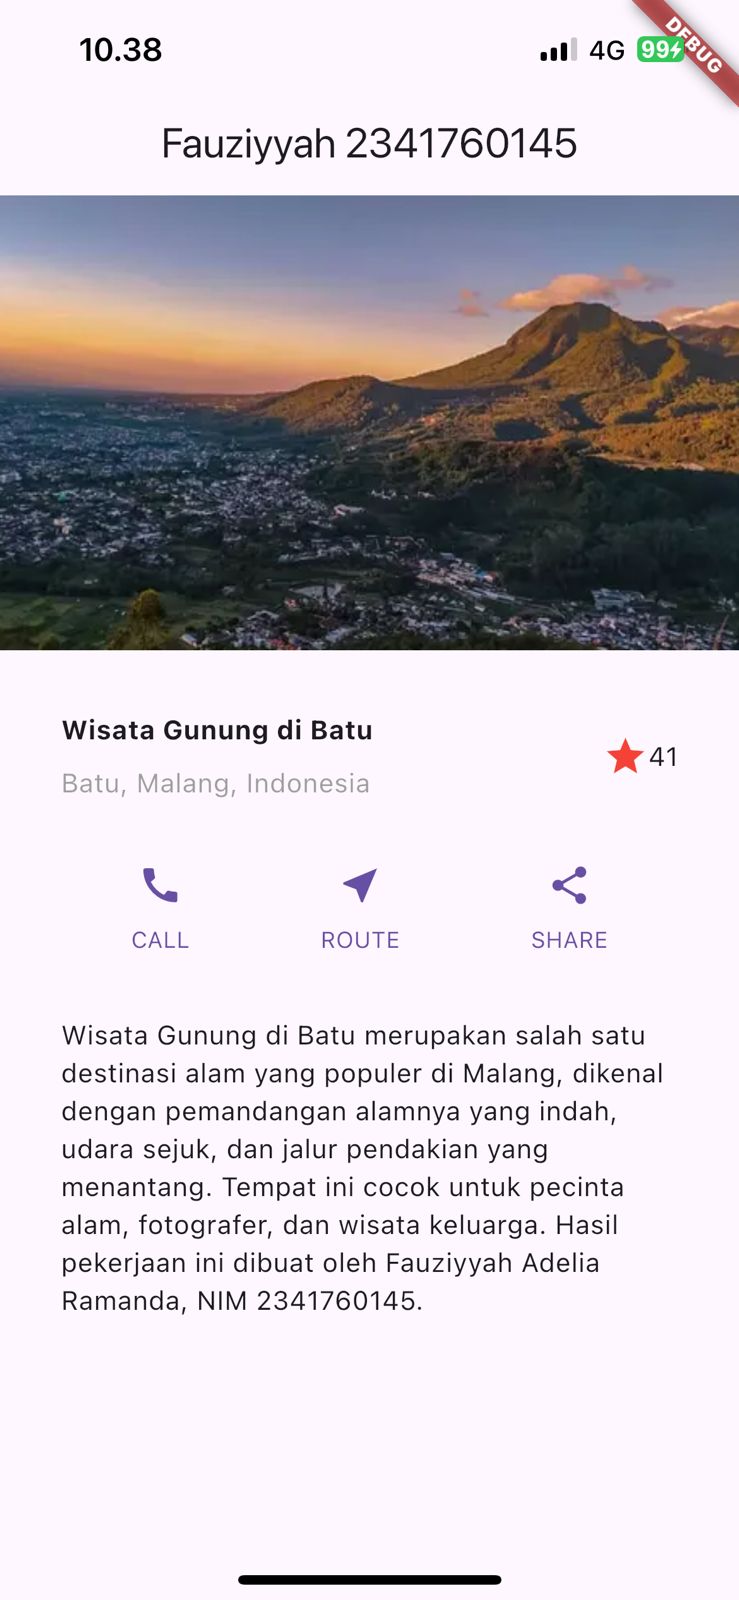 10.38
4G
99
DEBUG
Fauziyyah 2341760145
Wisata Gunung di Batu
41
Batu, Malang, Indonesia
CALL
ROUTE
SHARE
Wisata Gunung di Batu merupakan salah satu
destinasi alam yang populer di Malang, dikenal
dengan pemandangan alamnya yang indah,
udara sejuk, dan jalur pendakian yang
menantang. Tempat ini cocok untuk pecinta
alam, fotografer, dan wisata keluarga. Hasil
pekerjaan ini dibuat oleh Fauziyyah Adelia
Ramanda, NIM 2341760145.